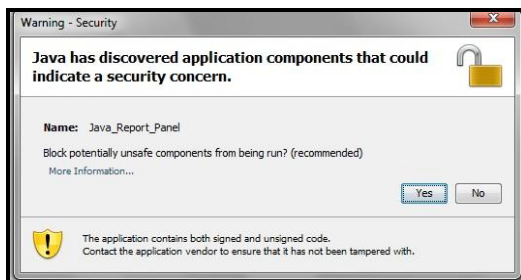 Warning - Security
Java has discovered application components that could
indicate a security concern.
Name: Java_Report_Panel
Block potentially unsafe components from being run? (recommended)
More Information...
Yes No
The application contains both signed and unsigned code.
Contact the application vendor to ensure that it has not been tampered with.